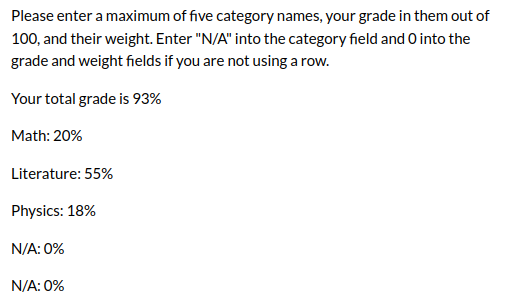 Please enter a maximum of five category names, your grade in them out of
100, and their weight. Enter "N/A" into the category field and 0 into the
grade and weight fields if you are not using a row.
Your total grade is 93%
Math: 20%
Literature: 55%
Physics: 18%
N/A: 0%
N/A: 0%